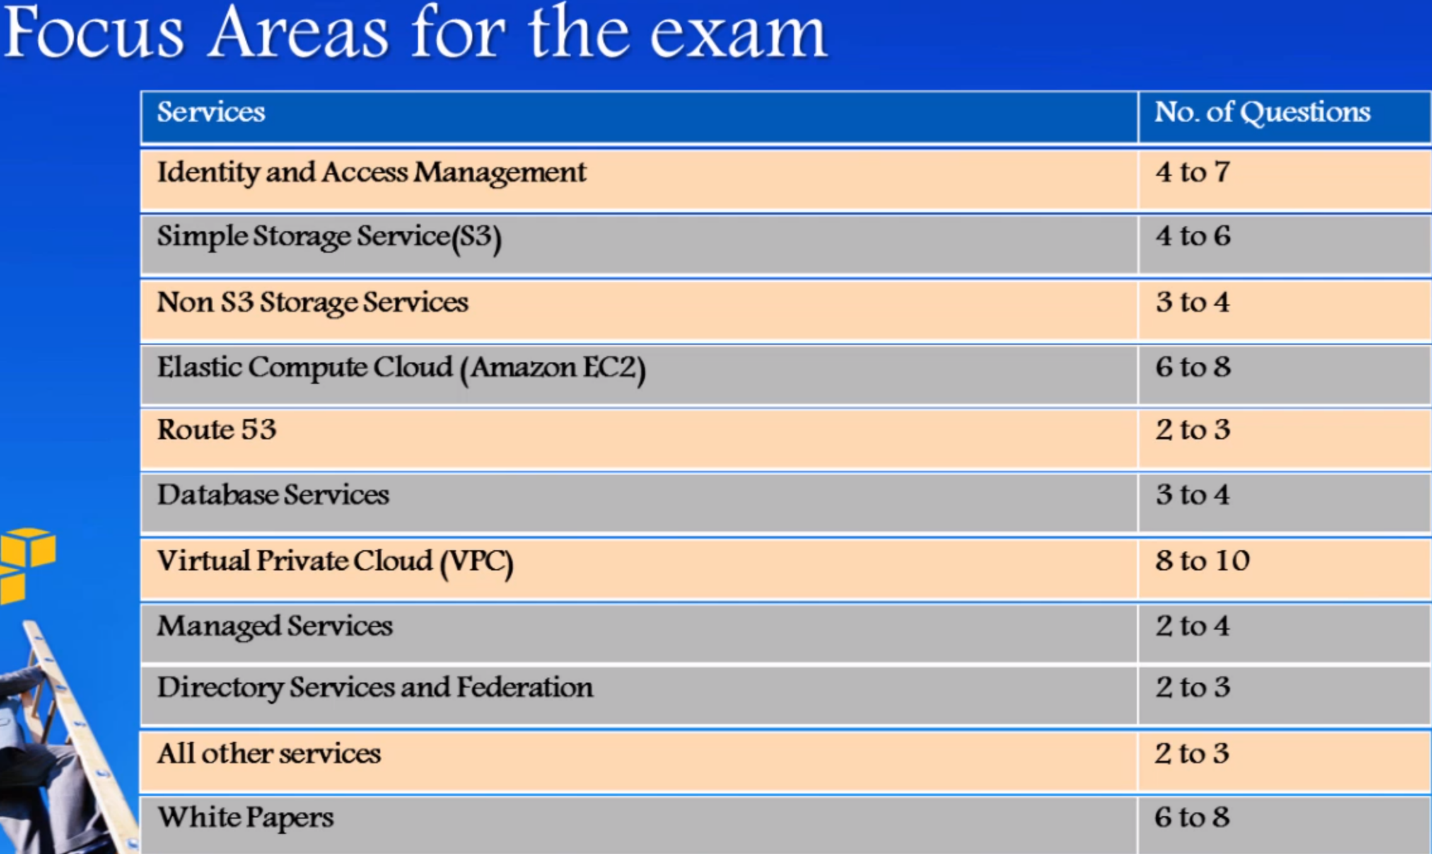 Focus Areas for the exam
Services No. of Questions
Identity and Access Management 4 to 7
Simple Storage Service(S3) 4 to 6
Non S3 Storage Services 3 to 4
Elastic Compute Cloud (Amazon EC2) 6 to 8
Route 53 2 to 3
Database Services 3 to 4
Virtual Private Cloud (VPC) 8 to 10
Managed Services 2 to 4
Directory Services and Federation 2 to 3
All other services 2 to 3
White Papers 6 to 8